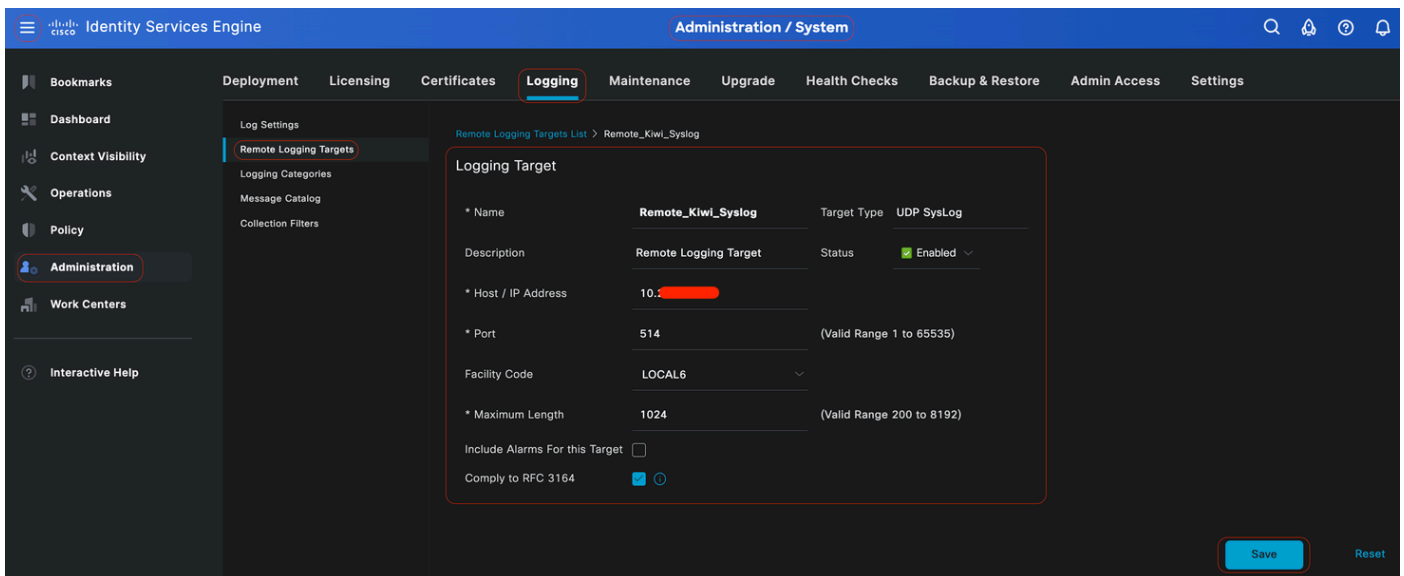 cisco Identity Services Engine Administration / System
Bookmarks
Dashboard
Context Visibility
Operations
Policy
Administration
Work Centers
Interactive Help
Deployment Licensing Certificates Logging Maintenance Upgrade Health Checks Backup & Restore Admin Access Settings
Log Settings
Remote Logging Targets
Logging Categories
Message Catalog
Collection Filters
Remote Logging Targets List > Remote_Kiwi_Syslog
Logging Target
* Name Remote_Kiwi_Syslog Target Type UDP SysLog
Description Remote Logging Target Status Enabled
* Host / IP Address 10.
* Port 514 (Valid Range 1 to 65535)
Facility Code LOCAL6
* Maximum Length 1024 (Valid Range 200 to 8192)
Include Alarms For this Target
Comply to RFC 3164
Save Reset